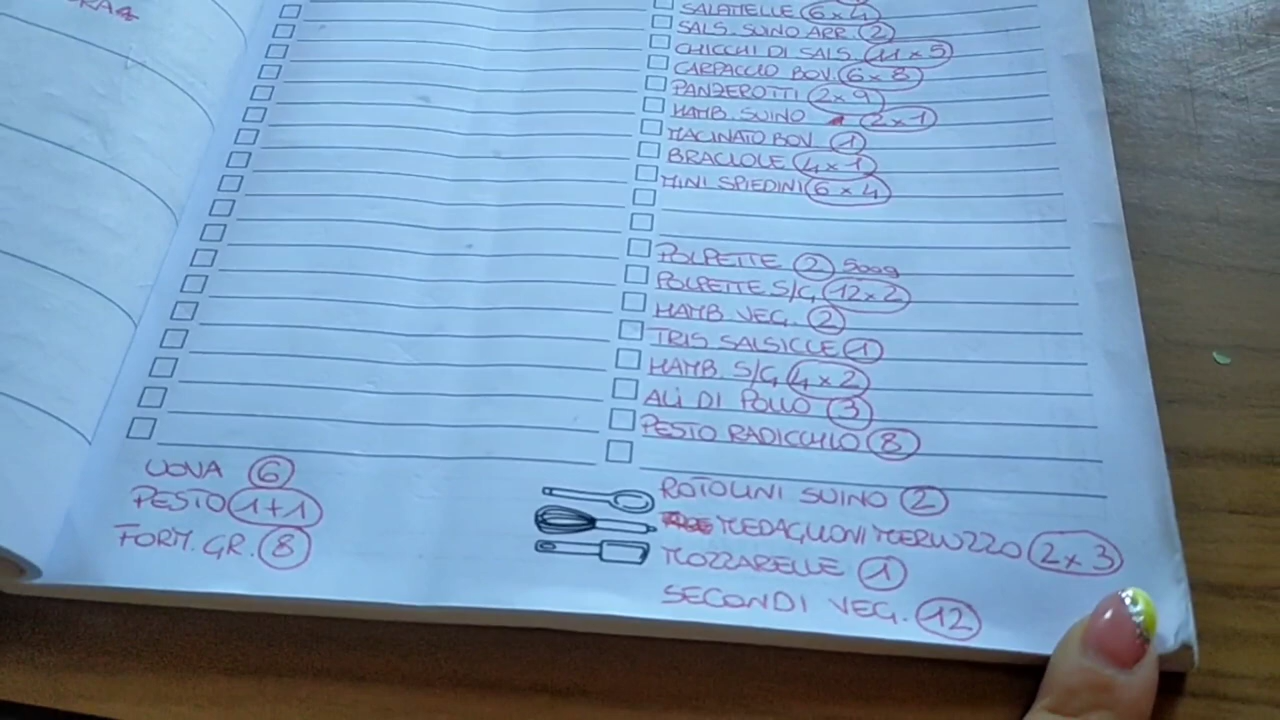 SALATIELLE 6x4
SALS. SUINO ARR. 2
CHICCHI DI SALS. 11x5
CARPACCIO BOV. 6x8
PANZEROTTI 2x9
HAMB. SUINO 2x1
MACINATO BOV. 1
BRACIOLE 4x1
MINI SPIEDINI 6x4
POLPETTE 2 500g
POLPETTE S/G 12x2
HAMB. VEG. 2
TRIS SALSICCE 1
HAMB. S/G 4x2
ALI DI POLLO 3
PESTO RADICCHIO 8
UOVA 6
PESTO 1+1
FORM. GR. 8
ROTOLINI SUINO 2
MEDAGLIONI MERLUZZO 2x3
MOZZARELLE 1
SECONDI VEG. 12